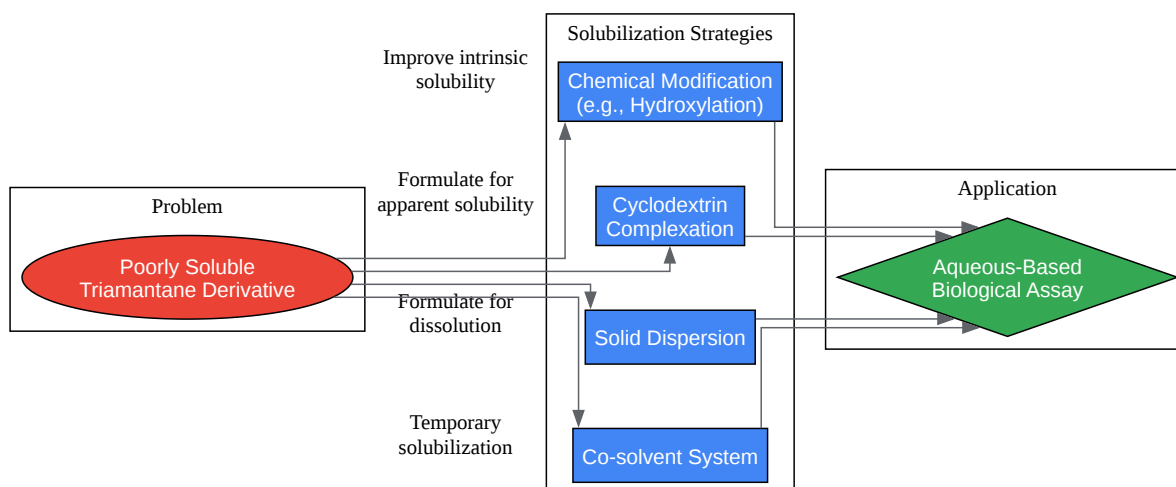 Solubilization Strategies
Improve intrinsic
solubility
Chemical Modification
(e.g., Hydroxylation)
Formulate for
apparent solubility
Problem
Cyclodextrin
Complexation
Application
Poorly Soluble
Triamantane Derivative
Aqueous-Based
Biological Assay
Formulate for
dissolution
Solid Dispersion
Temporary
solubilization
Co-solvent System